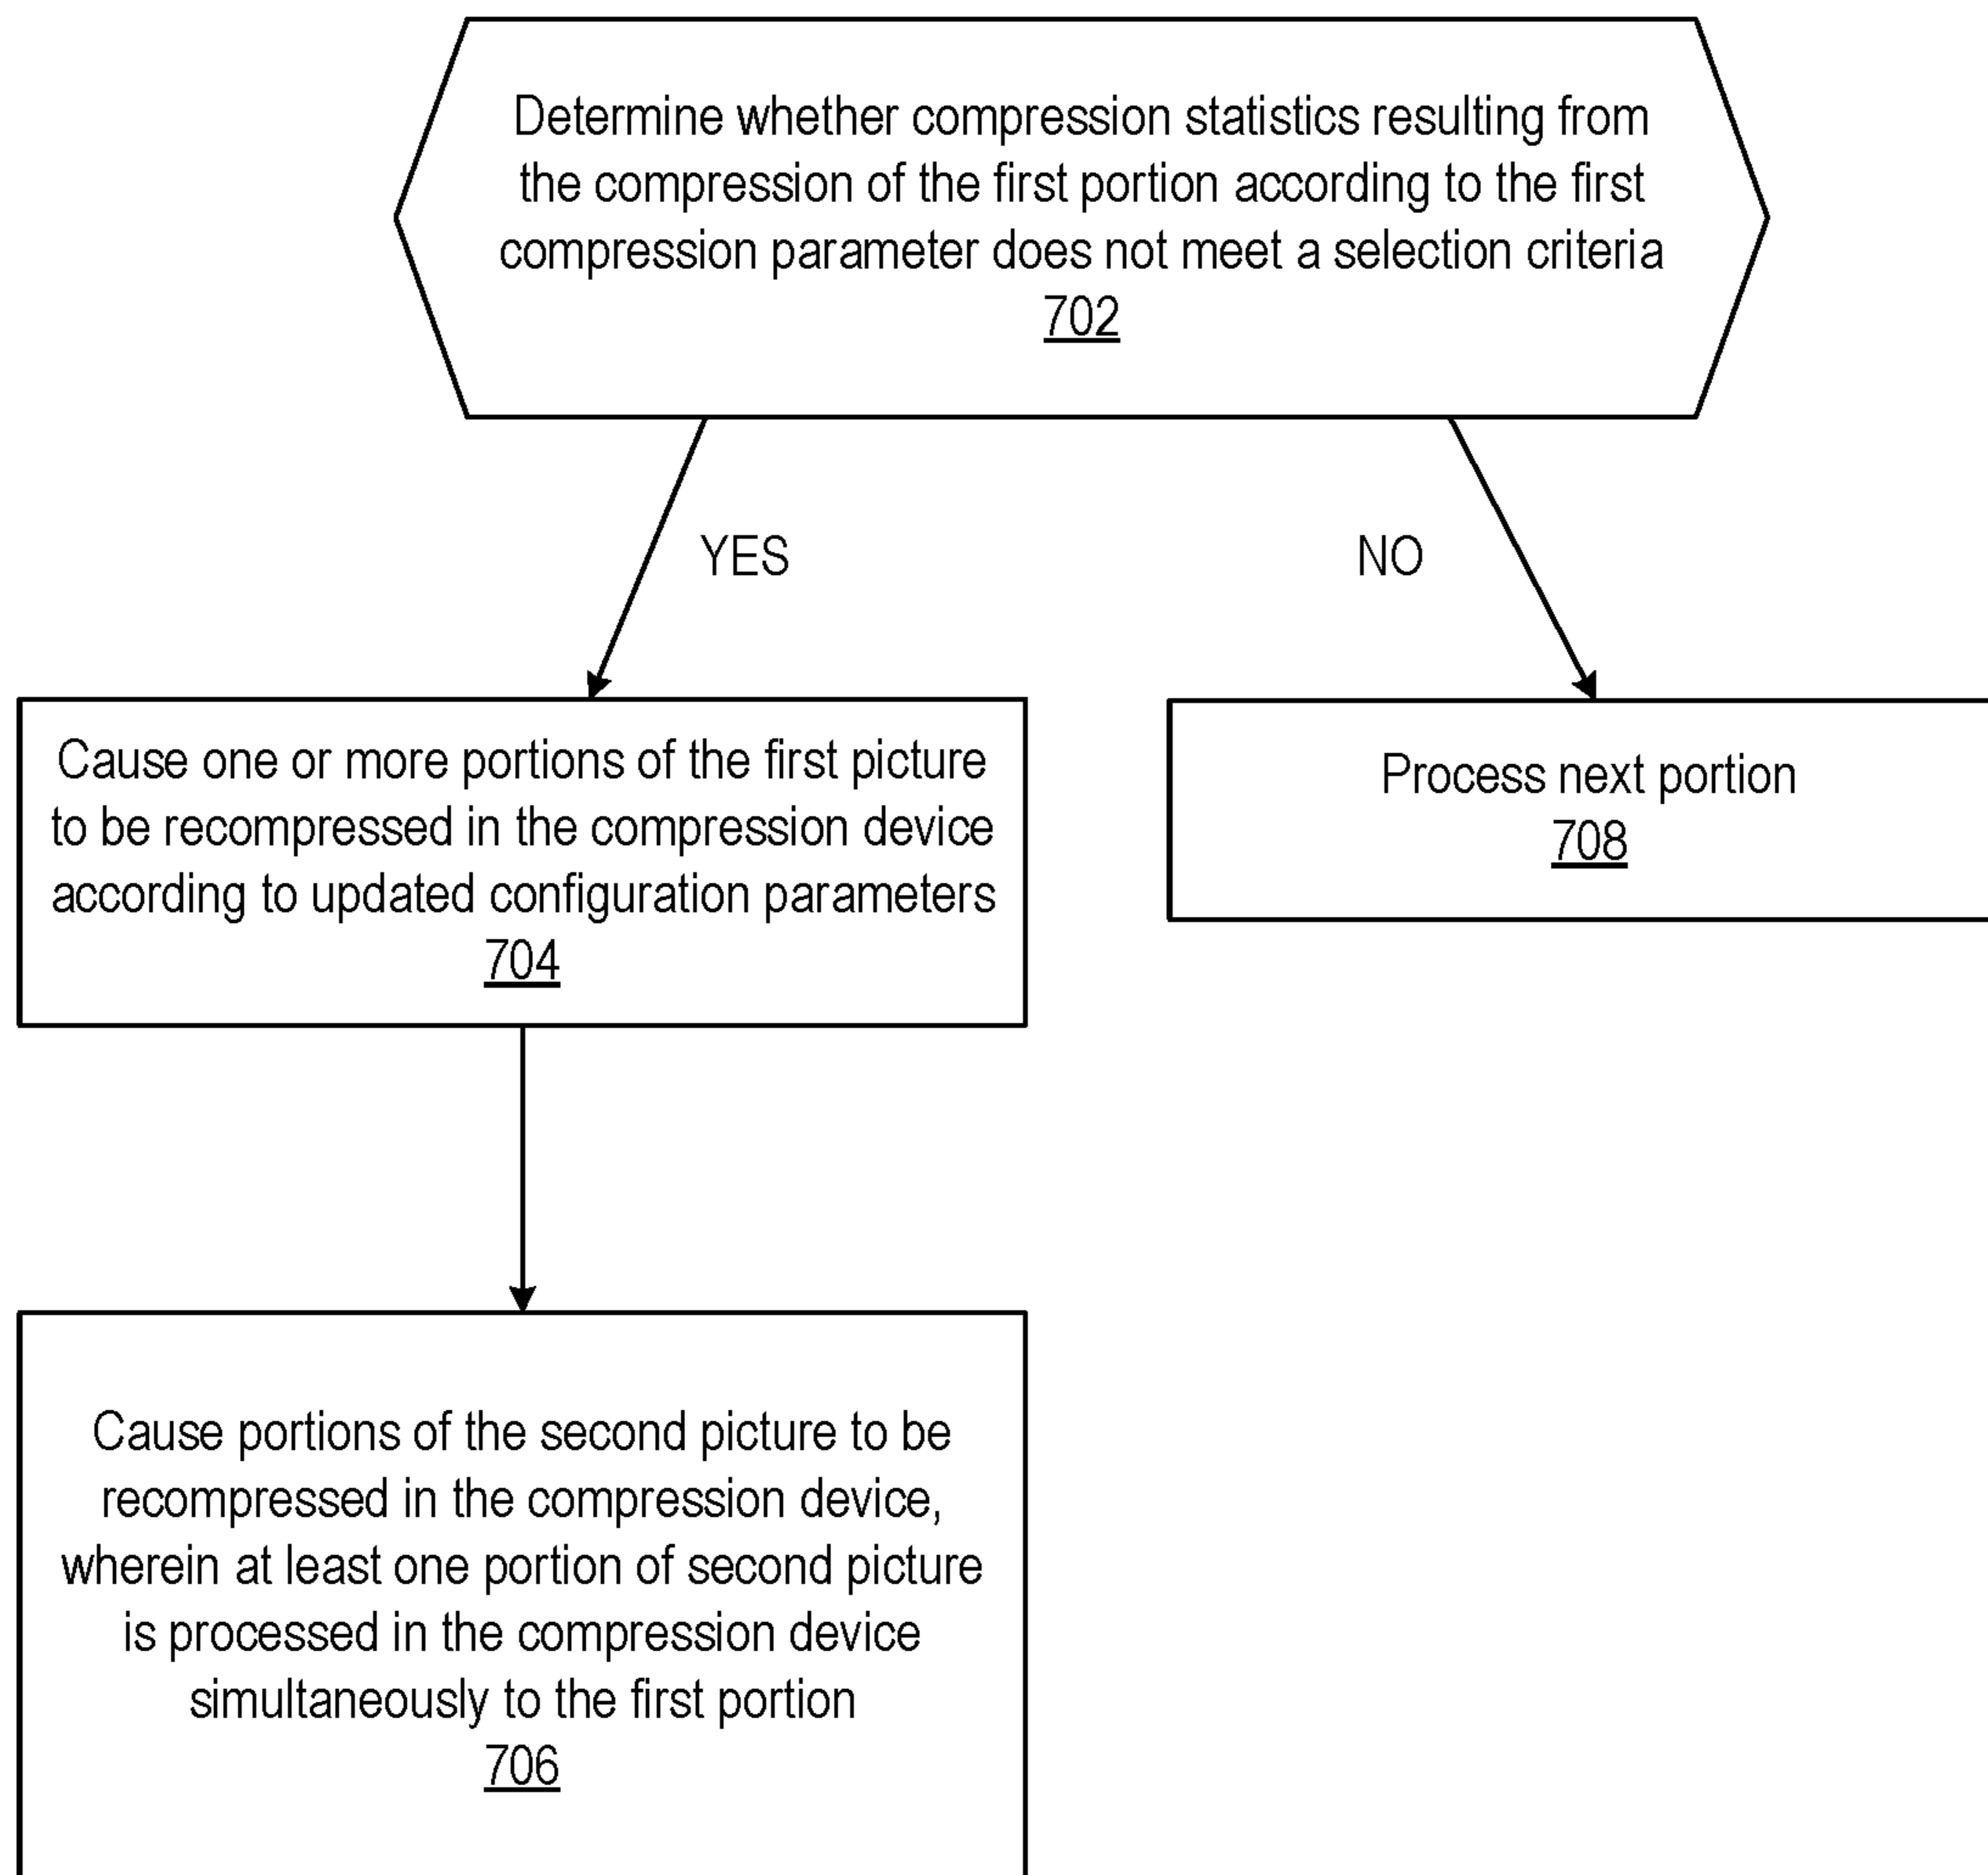 Determine whether compression statistics resulting from
the compression of the first portion according to the first
compression parameter does not meet a selection criteria
702
YES
NO
Cause one or more portions of the first picture
to be recompressed in the compression device
according to updated configuration parameters
704
Process next portion
708
Cause portions of the second picture to be
recompressed in the compression device,
wherein at least one portion of second picture
is processed in the compression device
simultaneously to the first portion
706